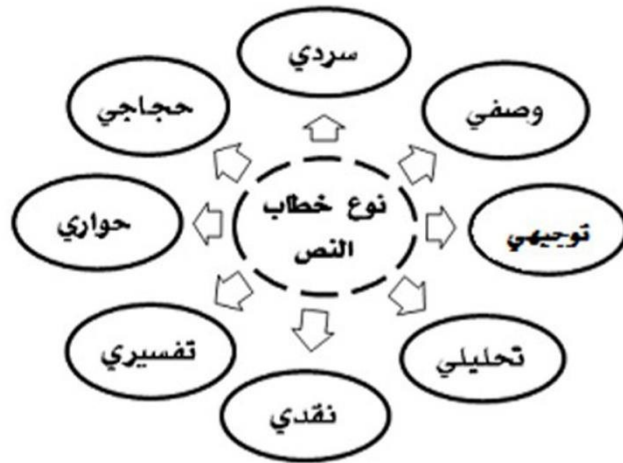 سردي
وصفي
حجاجي
نوع خطاب
النص
توجيهي
حواري
تحليلي
تفسيري
نقدي